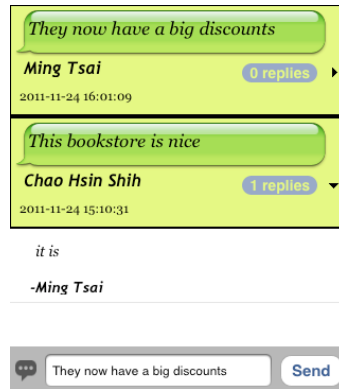 They now have a big discounts
Ming Tsai
0 replies
2011-11-24 16:01:09
This bookstore is nice
Chao Hsin Shih
1 replies
2011-11-24 15:10:31
it is
-Ming Tsai
They now have a big discounts
Send